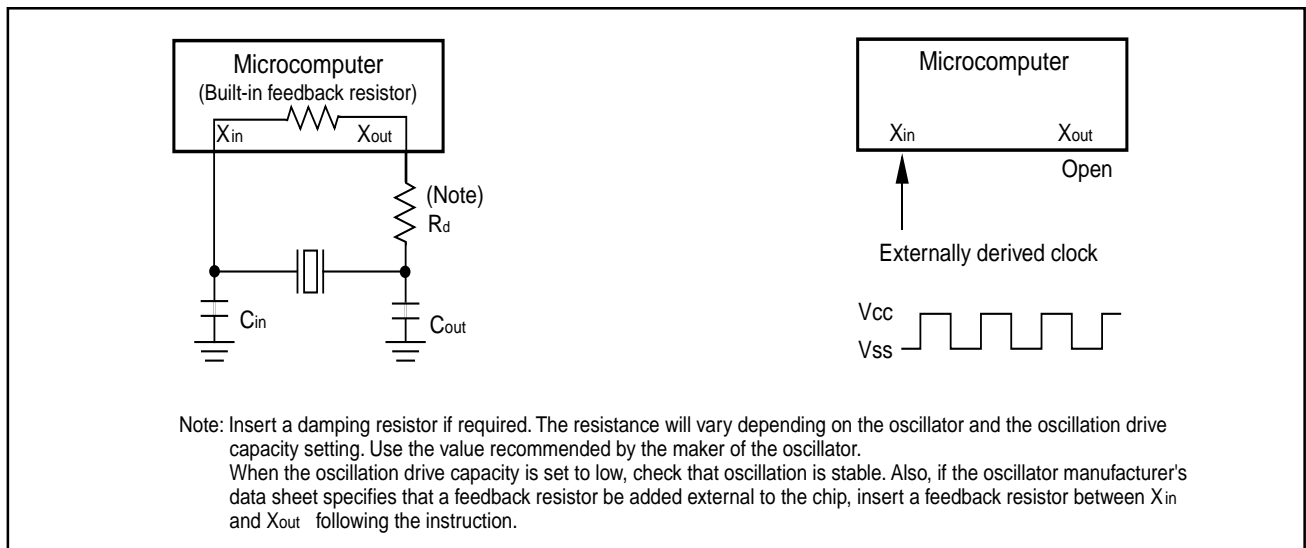 Microcomputer
(Built-in feedback resistor)
Xin Xout
(Note)
Rd
Cin
Cout
Microcomputer
Xin Xout
Open
Externally derived clock
Vcc
Vss
Note: Insert a damping resistor if required. The resistance will vary depending on the oscillator and the oscillation drive
capacity setting. Use the value recommended by the maker of the oscillator.
When the oscillation drive capacity is set to low, check that oscillation is stable. Also, if the oscillator manufacturer's
data sheet specifies that a feedback resistor be added external to the chip, insert a feedback resistor between Xin
and Xout following the instruction.